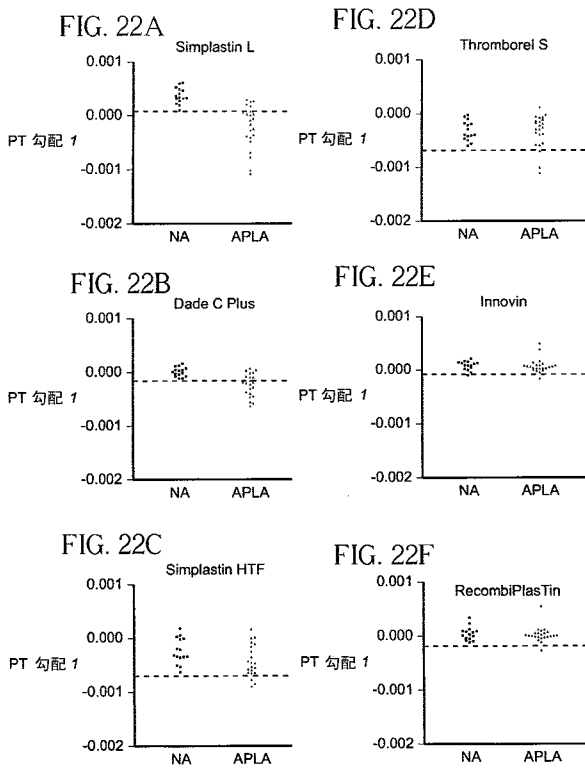 FIG. 22A
Simplastin L
0.001
0.000
-0.001
-0.002
PT 勾配 1
NA APLA
FIG. 22B
Dade C Plus
0.001
0.000
-0.001
-0.002
PT 勾配 1
NA APLA
FIG. 22C
Simplastin HTF
0.001
0.000
-0.001
-0.002
PT 勾配 1
NA APLA
FIG. 22D
Thromborel S
0.001
0.000
-0.001
-0.002
PT 勾配 1
NA APLA
FIG. 22E
Innovin
0.001
0.000
-0.001
-0.002
PT 勾配 1
NA APLA
FIG. 22F
RecombiPlasTin
0.001
0.000
-0.001
-0.002
PT 勾配 1
NA APLA